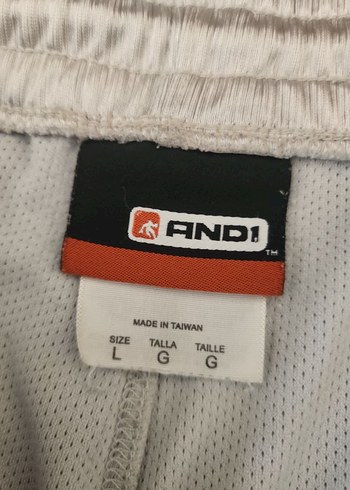 AND1
TM
MADE IN TAIWAN
SIZE TALLA TAILLE
L G G